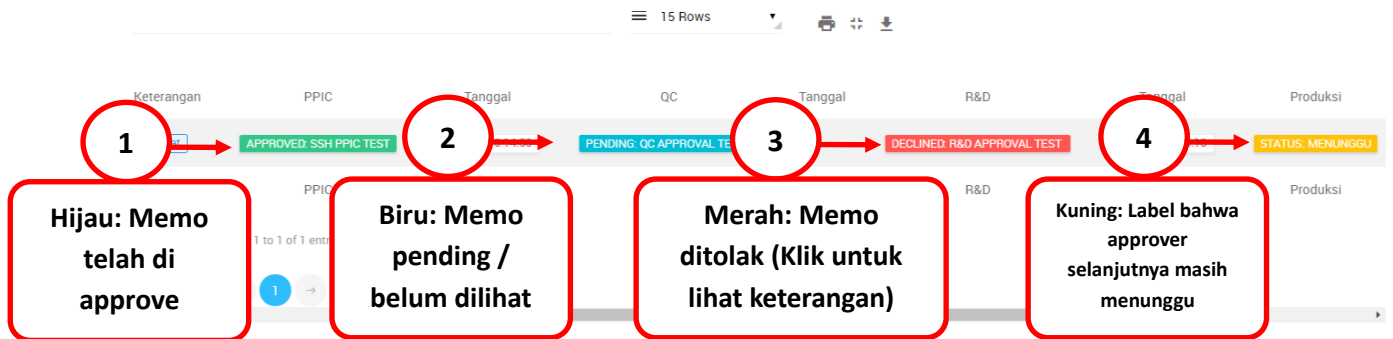 15 Rows
Keterangan PPIC Tanggal QC Tanggal R&D Tanggal Produksi
1 APPROVED: SSH PPIC TEST 2 PENDING: QC APPROVAL 3 DECLINED: R&D APPROVAL TEST 4 STATUS: MENUNGGU
PPIC R&D Produksi
Hijau: Memo
telah di
approve
Biru: Memo
pending /
belum dilihat
Merah: Memo
ditolak (Klik untuk
lihat keterangan)
Kuning: Label bahwa
approver
selanjutnya masih
menunggu
1 to 1 of 1
1